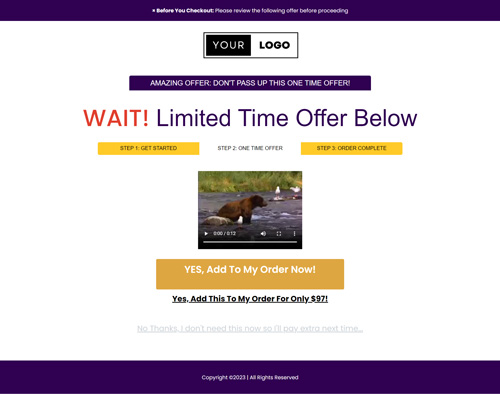 × Before You Checkout: Please review the following offer before proceeding
YOUR LOGO
AMAZING OFFER: DON'T PASS UP THIS ONE TIME OFFER!
WAIT! Limited Time Offer Below
STEP 1: GET STARTED STEP 2: ONE TIME OFFER STEP 3: ORDER COMPLETE
0:00 / 0:12
YES, Add To My Order Now!
Yes, Add This To My Order For Only $97!
No Thanks, I don't need this now so I'll pay extra next time...
Copyright ©2023 | All Rights Reserved